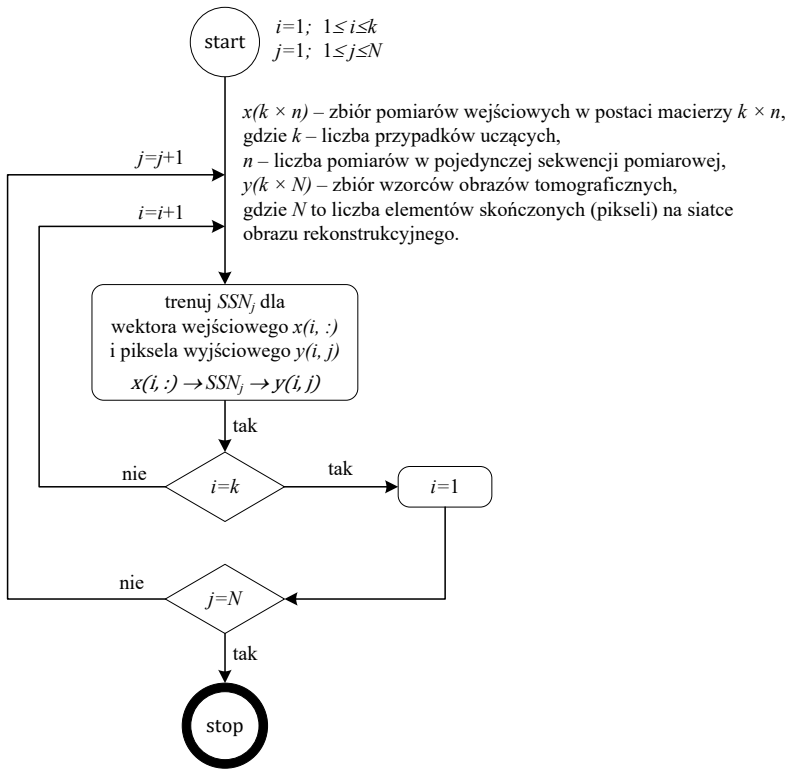 start
i=1; 1≤i≤k
j=1; 1≤j≤N
x(k × n) – zbiór pomiarów wejściowych w postaci macierzy k × n,
gdzie k – liczba przypadków uczących,
n – liczba pomiarów w pojedynczej sekwencji pomiarowej,
y(k × N) – zbiór wzorców obrazów tomograficznych,
gdzie N to liczba elementów skończonych (pikseli) na siatce
obrazu rekonstrukcyjnego.
j=j+1
i=i+1
trenuj SSNj dla
wektora wejściowego x(i, :)
i piksela wyjściowego y(i, j)
x(i, :) → SSNj → y(i, j)
tak
nie
i=k
tak
i=1
nie
j=N
tak
stop